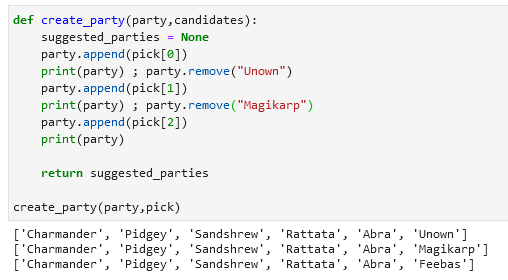 def create_party(party,candidates):
    suggested_parties = None
    party.append(pick[0])
    print(party) ; party.remove("Unown")
    party.append(pick[1])
    print(party) ; party.remove("Magikarp")
    party.append(pick[2])
    print(party)

    return suggested_parties

create_party(party,pick)
['Charmander', 'Pidgey', 'Sandshrew', 'Rattata', 'Abra', 'Unown']
['Charmander', 'Pidgey', 'Sandshrew', 'Rattata', 'Abra', 'Magikarp']
['Charmander', 'Pidgey', 'Sandshrew', 'Rattata', 'Abra', 'Feebas']